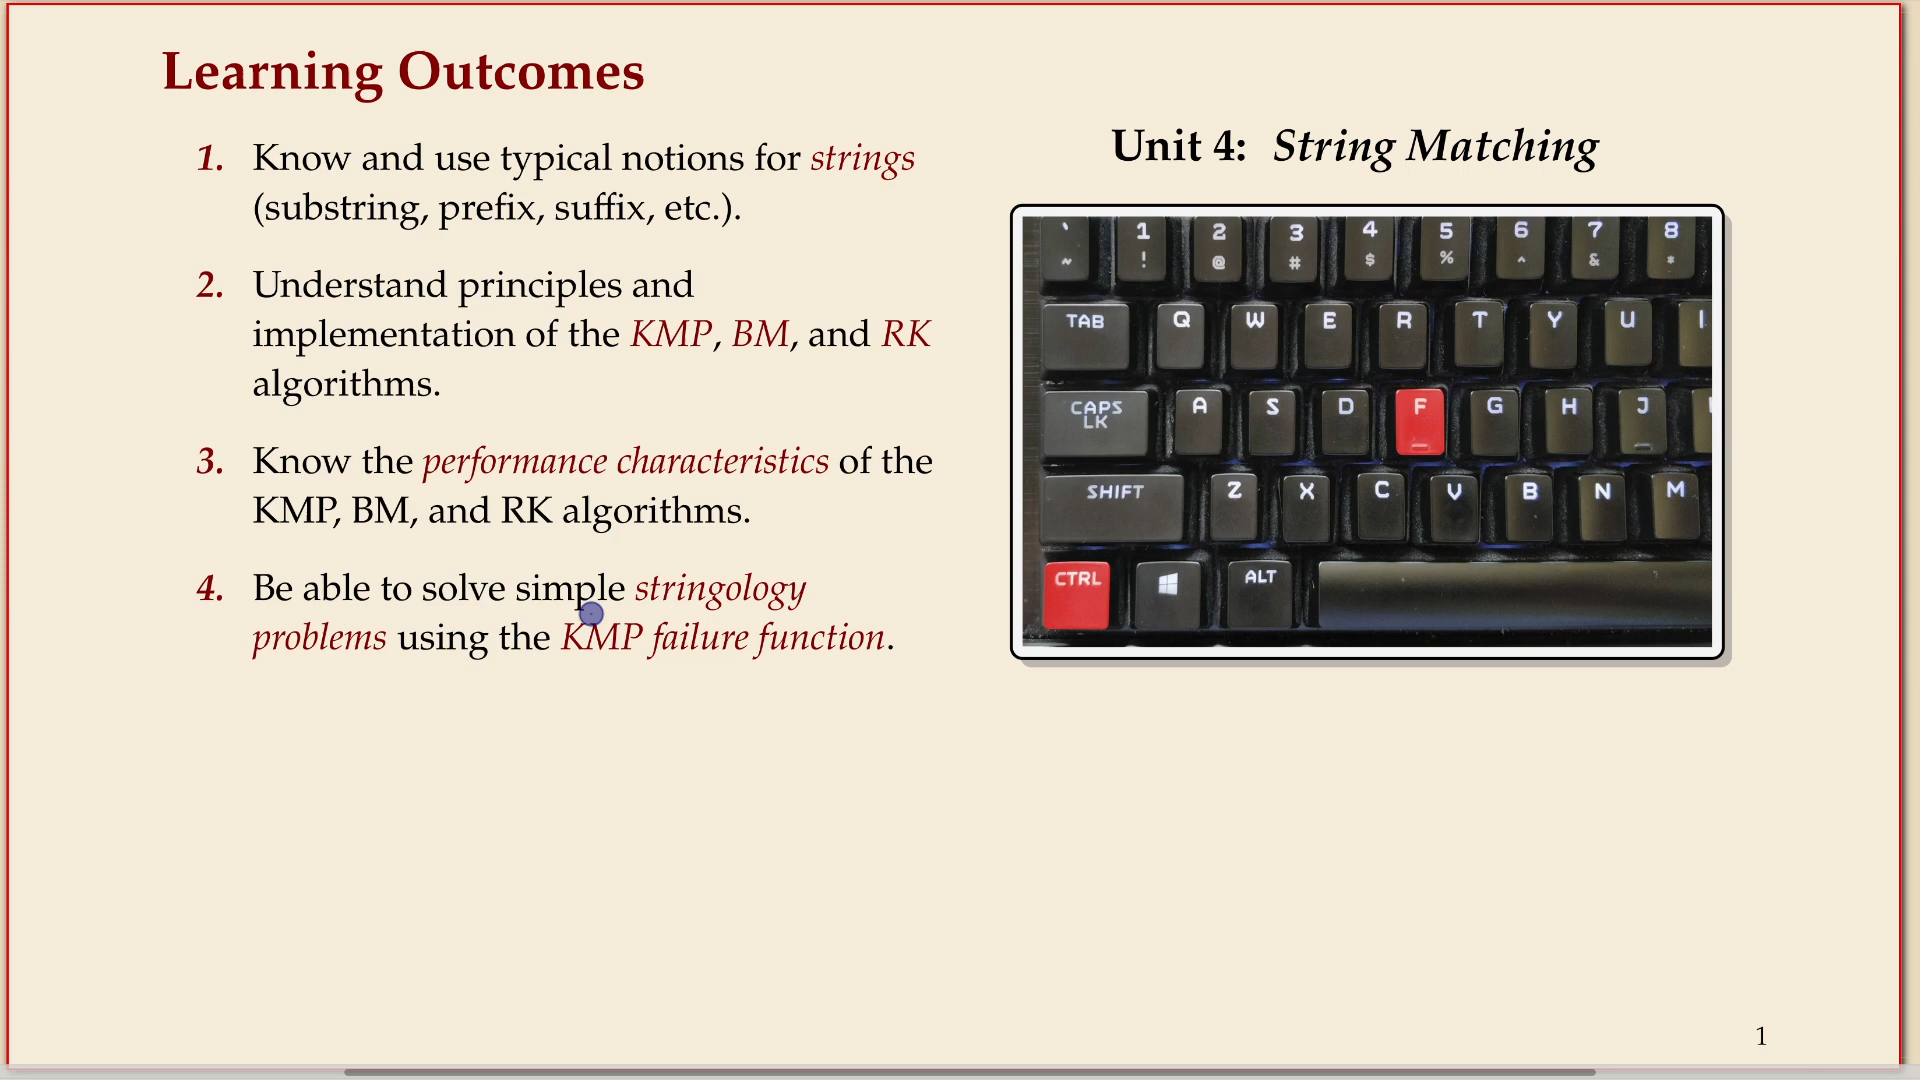 Learning Outcomes
1. Know and use typical notions for strings
(substring, prefix, suffix, etc.).
2. Understand principles and
implementation of the KMP, BM, and RK
algorithms.
3. Know the performance characteristics of the
KMP, BM, and RK algorithms.
4. Be able to solve simple stringology
problems using the KMP failure function.
Unit 4: String Matching
` 1 2 3 4 5 6 7 8
~ ! @ # $ % ^ & *
TAB Q W E R T Y U I
CAPS A S D F G H J
LK
SHIFT Z X C V B N M
CTRL ALT
1